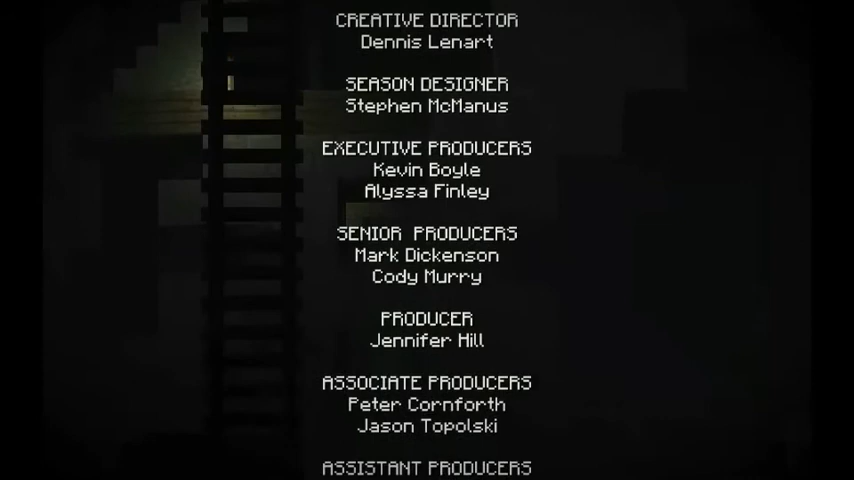 CREATIVE DIRECTOR
Dennis Lenart
SEASON DESIGNER
Stephen McManus
EXECUTIVE PRODUCERS
Kevin Boyle
Alyssa Finley
SENIOR PRODUCERS
Mark Dickenson
Cody Murry
PRODUCER
Jennifer Hill
ASSOCIATE PRODUCERS
Peter Cornforth
Jason Topolski
ASSISTANT PRODUCERS